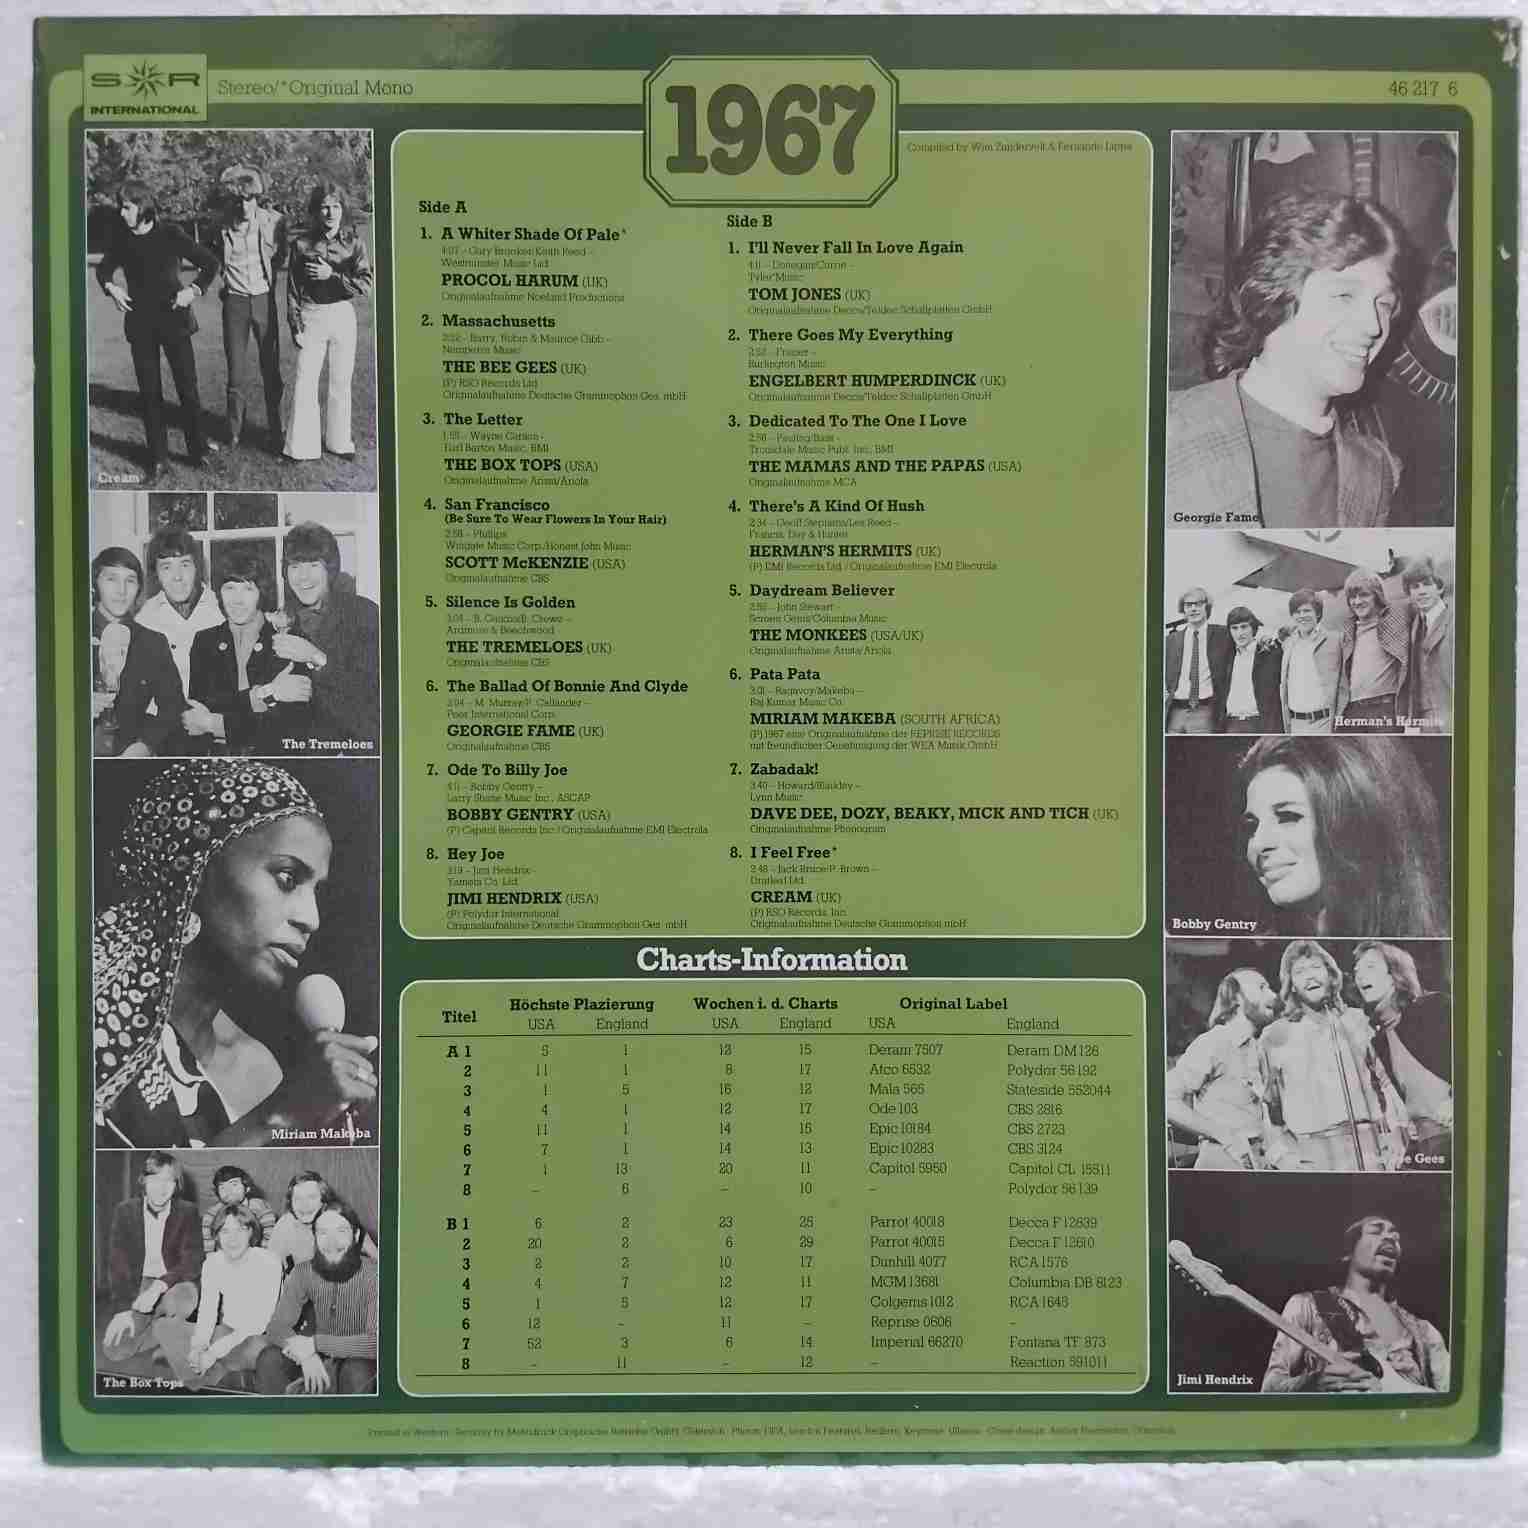 S R
INTERNATIONAL
Stereo/*Original Mono
1967
46 217 6
Compiled by Wim Zunderveit & Fernande Lippa
Side A
1. A Whiter Shade Of Pale*
4:07 – Gary Brooker/Keith Reed –
Westminster Music Ltd.
PROCOL HARUM (UK)
Originalaufnahme Noeland Productions
2. Massachusetts
2:22 – Barry, Robin & Maurice Gibb –
Nemperor Music
THE BEE GEES (UK)
(P) RSO Records Ltd.
Originalaufnahme Deutsche Grammophon Ges. mbH
3. The Letter
1:55 – Wayne Carson –
Earl Barton Music, BMI
THE BOX TOPS (USA)
Originalaufnahme Arista/Ariola
4. San Francisco
(Be Sure To Wear Flowers In Your Hair)
2:58 – Phillips
Wingate Music Corp./Honest John Music
SCOTT McKENZIE (USA)
Originalaufnahme CBS
5. Silence Is Golden
3:04 – B. Gaudio/B. Crewe –
Ardmore & Beechwood
THE TREMELOES (UK)
Originalaufnahme CBS
6. The Ballad Of Bonnie And Clyde
3:04 – M. Murray/P. Callander –
Peer International Corp.
GEORGIE FAME (UK)
Originalaufnahme CBS
7. Ode To Billy Joe
4:11 – Bobby Gentry –
Larry Shane Music Inc., ASCAP
BOBBY GENTRY (USA)
(P) Capitol Records Inc./Originalaufnahme EMI Electrola
8. Hey Joe
3:19 – Jimi Hendrix –
Yameta Co. Ltd.
JIMI HENDRIX (USA)
(P) Polydor International
Originalaufnahme Deutsche Grammophon Ges. mbH
Side B
1. I'll Never Fall In Love Again
4:11 – Donegan/Currie –
Tyler Music
TOM JONES (UK)
Originalaufnahme Decca/Teldec Schallplatten GmbH
2. There Goes My Everything
2:52 – Frazier –
Burlington Music
ENGELBERT HUMPERDINCK (UK)
Originalaufnahme Decca/Teldec Schallplatten GmbH
3. Dedicated To The One I Love
2:56 – Pauling/Bass –
Trousdale Music Publ. Inc., BMI
THE MAMAS AND THE PAPAS (USA)
Originalaufnahme MCA
4. There's A Kind Of Hush
2:34 – Geoff Stephens/Les Reed –
Francis, Day & Hunter
HERMAN'S HERMITS (UK)
(P) EMI Records Ltd. / Originalaufnahme EMI Electrola
5. Daydream Believer
2:50 – John Stewart –
Screen Gems/Columbia Music
THE MONKEES (USA/UK)
Originalaufnahme Arista/Ariola
6. Pata Pata
3:01 – Ragavoy/Makeba –
Raj Kumar Music Co.
MIRIAM MAKEBA (SOUTH AFRICA)
(P) 1967 eine Originalaufnahme der REPRISE RECORDS
mit freundlicher Genehmigung der WEA Musik GmbH
7. Zabadak!
3:40 – Howard/Blaikley –
Lynn Music
DAVE DEE, DOZY, BEAKY, MICK AND TICH (UK)
Originalaufnahme Phonogram
8. I Feel Free*
2:48 – Jack Bruce/P. Brown –
Dratleaf Ltd.
CREAM (UK)
(P) RSO Records, Inc.
Originalaufnahme Deutsche Grammophon mbH
Cream
The Tremeloes
Miriam Makeba
The Box Tops
Georgie Fame
Herman's Hermits
Bobby Gentry
Bee Gees
Jimi Hendrix
Charts-Information
Titel Höchste Plazierung Wochen i. d. Charts Original Label
USA England USA England USA England
A 1 5 1 12 15 Deram 7507 Deram DM 126
2 11 1 8 17 Atco 6532 Polydor 56192
3 1 5 16 12 Mala 565 Stateside 552044
4 4 1 12 17 Ode 103 CBS 2816
5 11 1 14 15 Epic 10184 CBS 2723
6 7 1 14 13 Epic 10283 CBS 3124
7 1 13 20 11 Capitol 5950 Capitol CL 15511
8 – 6 – 10 – Polydor 56139
B 1 6 2 23 25 Parrot 40018 Decca F 12639
2 20 2 6 29 Parrot 40015 Decca F 12610
3 2 2 10 17 Dunhill 4077 RCA 1576
4 4 7 12 11 MGM 13681 Columbia DB 8123
5 1 5 12 17 Colgems 1012 RCA 1645
6 12 – 11 – Reprise 0606 –
7 52 3 6 14 Imperial 66270 Fontana TF 873
8 – 11 – 12 – Reaction 591011
Printed in Western Germany by